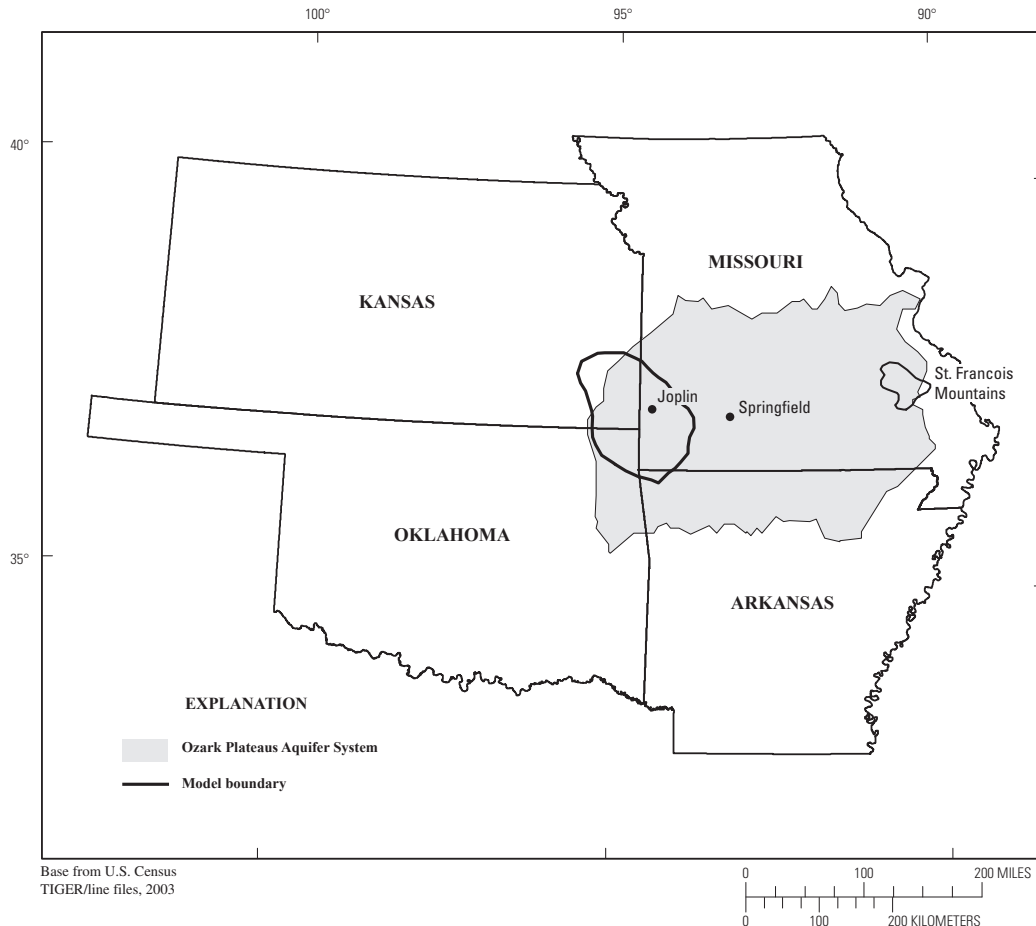 100°
95°
90°
40°
MISSOURI
KANSAS
St. Francois
Mountains
Joplin
Springfield
OKLAHOMA
35°
ARKANSAS
EXPLANATION
Ozark Plateaus Aquifer System
Model boundary
Base from U.S. Census
TIGER/line files, 2003
0 100 200 MILES
0 100 200 KILOMETERS